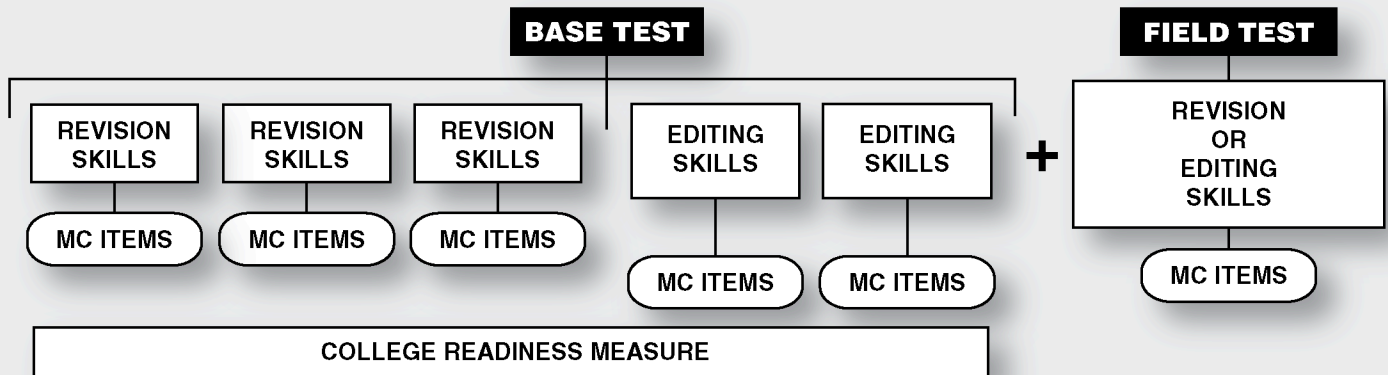 BASE TEST
FIELD TEST
REVISION
SKILLS
REVISION
SKILLS
REVISION
SKILLS
EDITING
SKILLS
EDITING
SKILLS
+
REVISION
OR
EDITING
SKILLS
MC ITEMS
MC ITEMS
MC ITEMS
MC ITEMS
MC ITEMS
MC ITEMS
COLLEGE READINESS MEASURE